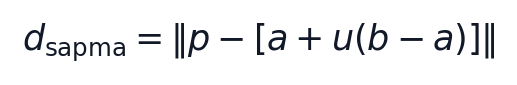 d_sapma = ‖p − [a + u(b − a)]‖